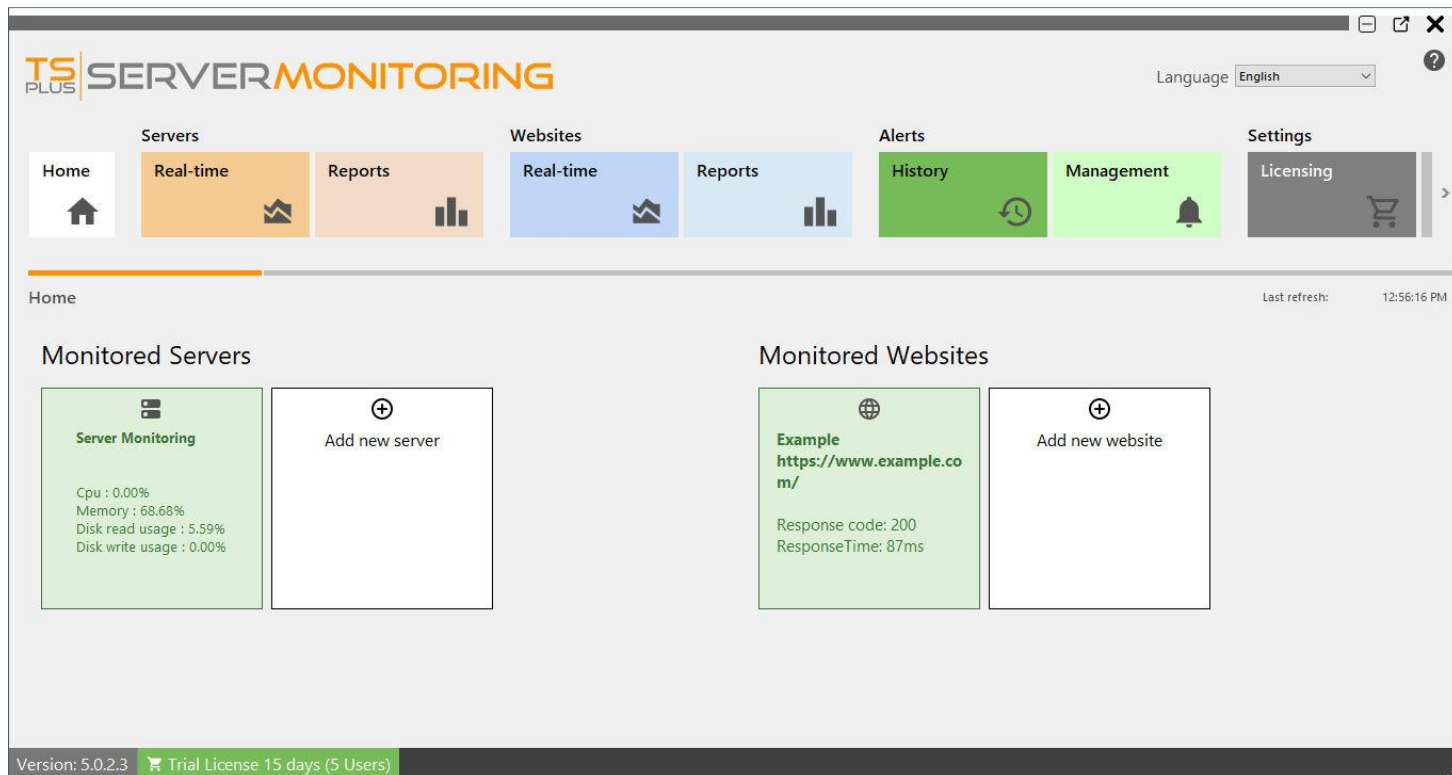 TS PLUS SERVERMONITORING
Language English
Servers Websites Alerts Settings
Home Real-time Reports Real-time Reports History Management Licensing
Home Last refresh: 12:56:16 PM
Monitored Servers Monitored Websites
Server Monitoring
Cpu : 0.00%
Memory : 68.68%
Disk read usage : 5.59%
Disk write usage : 0.00%
Add new server
Example
https://www.example.co
m/
Response code: 200
ResponseTime: 87ms
Add new website
Version: 5.0.2.3 Trial License 15 days (5 Users)